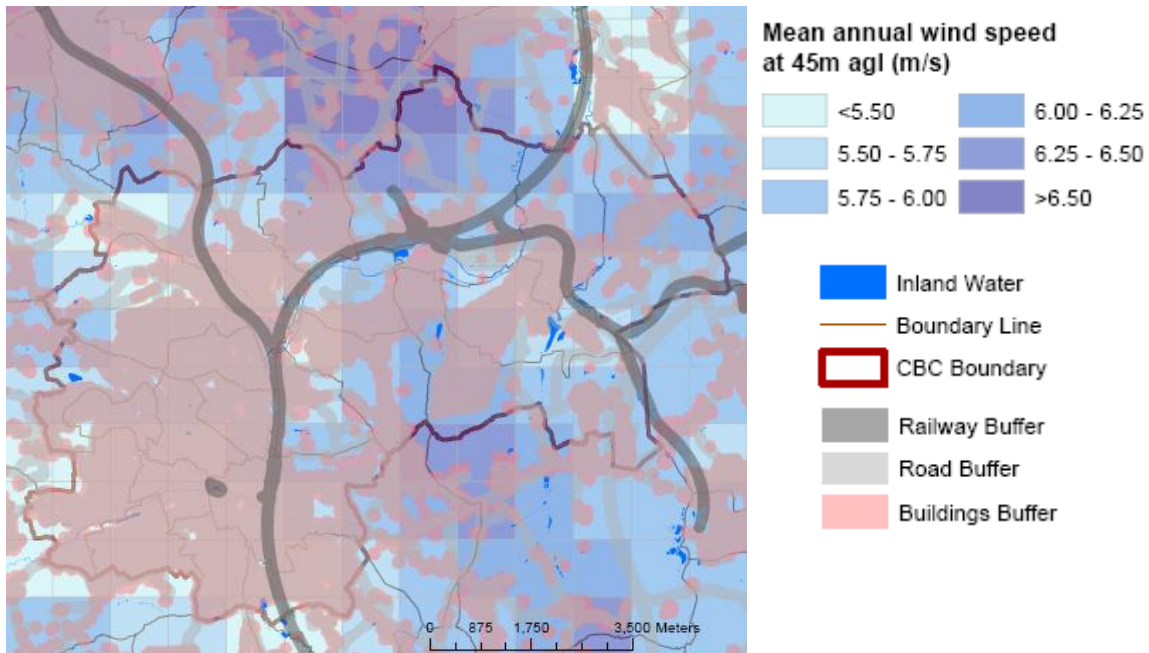 Mean annual wind speed
at 45m agl (m/s)
<5.50
6.00 - 6.25
5.50 - 5.75
6.25 - 6.50
5.75 - 6.00
>6.50
Inland Water
Boundary Line
CBC Boundary
Railway Buffer
Road Buffer
Buildings Buffer
0 875 1,750 3,500 Meters